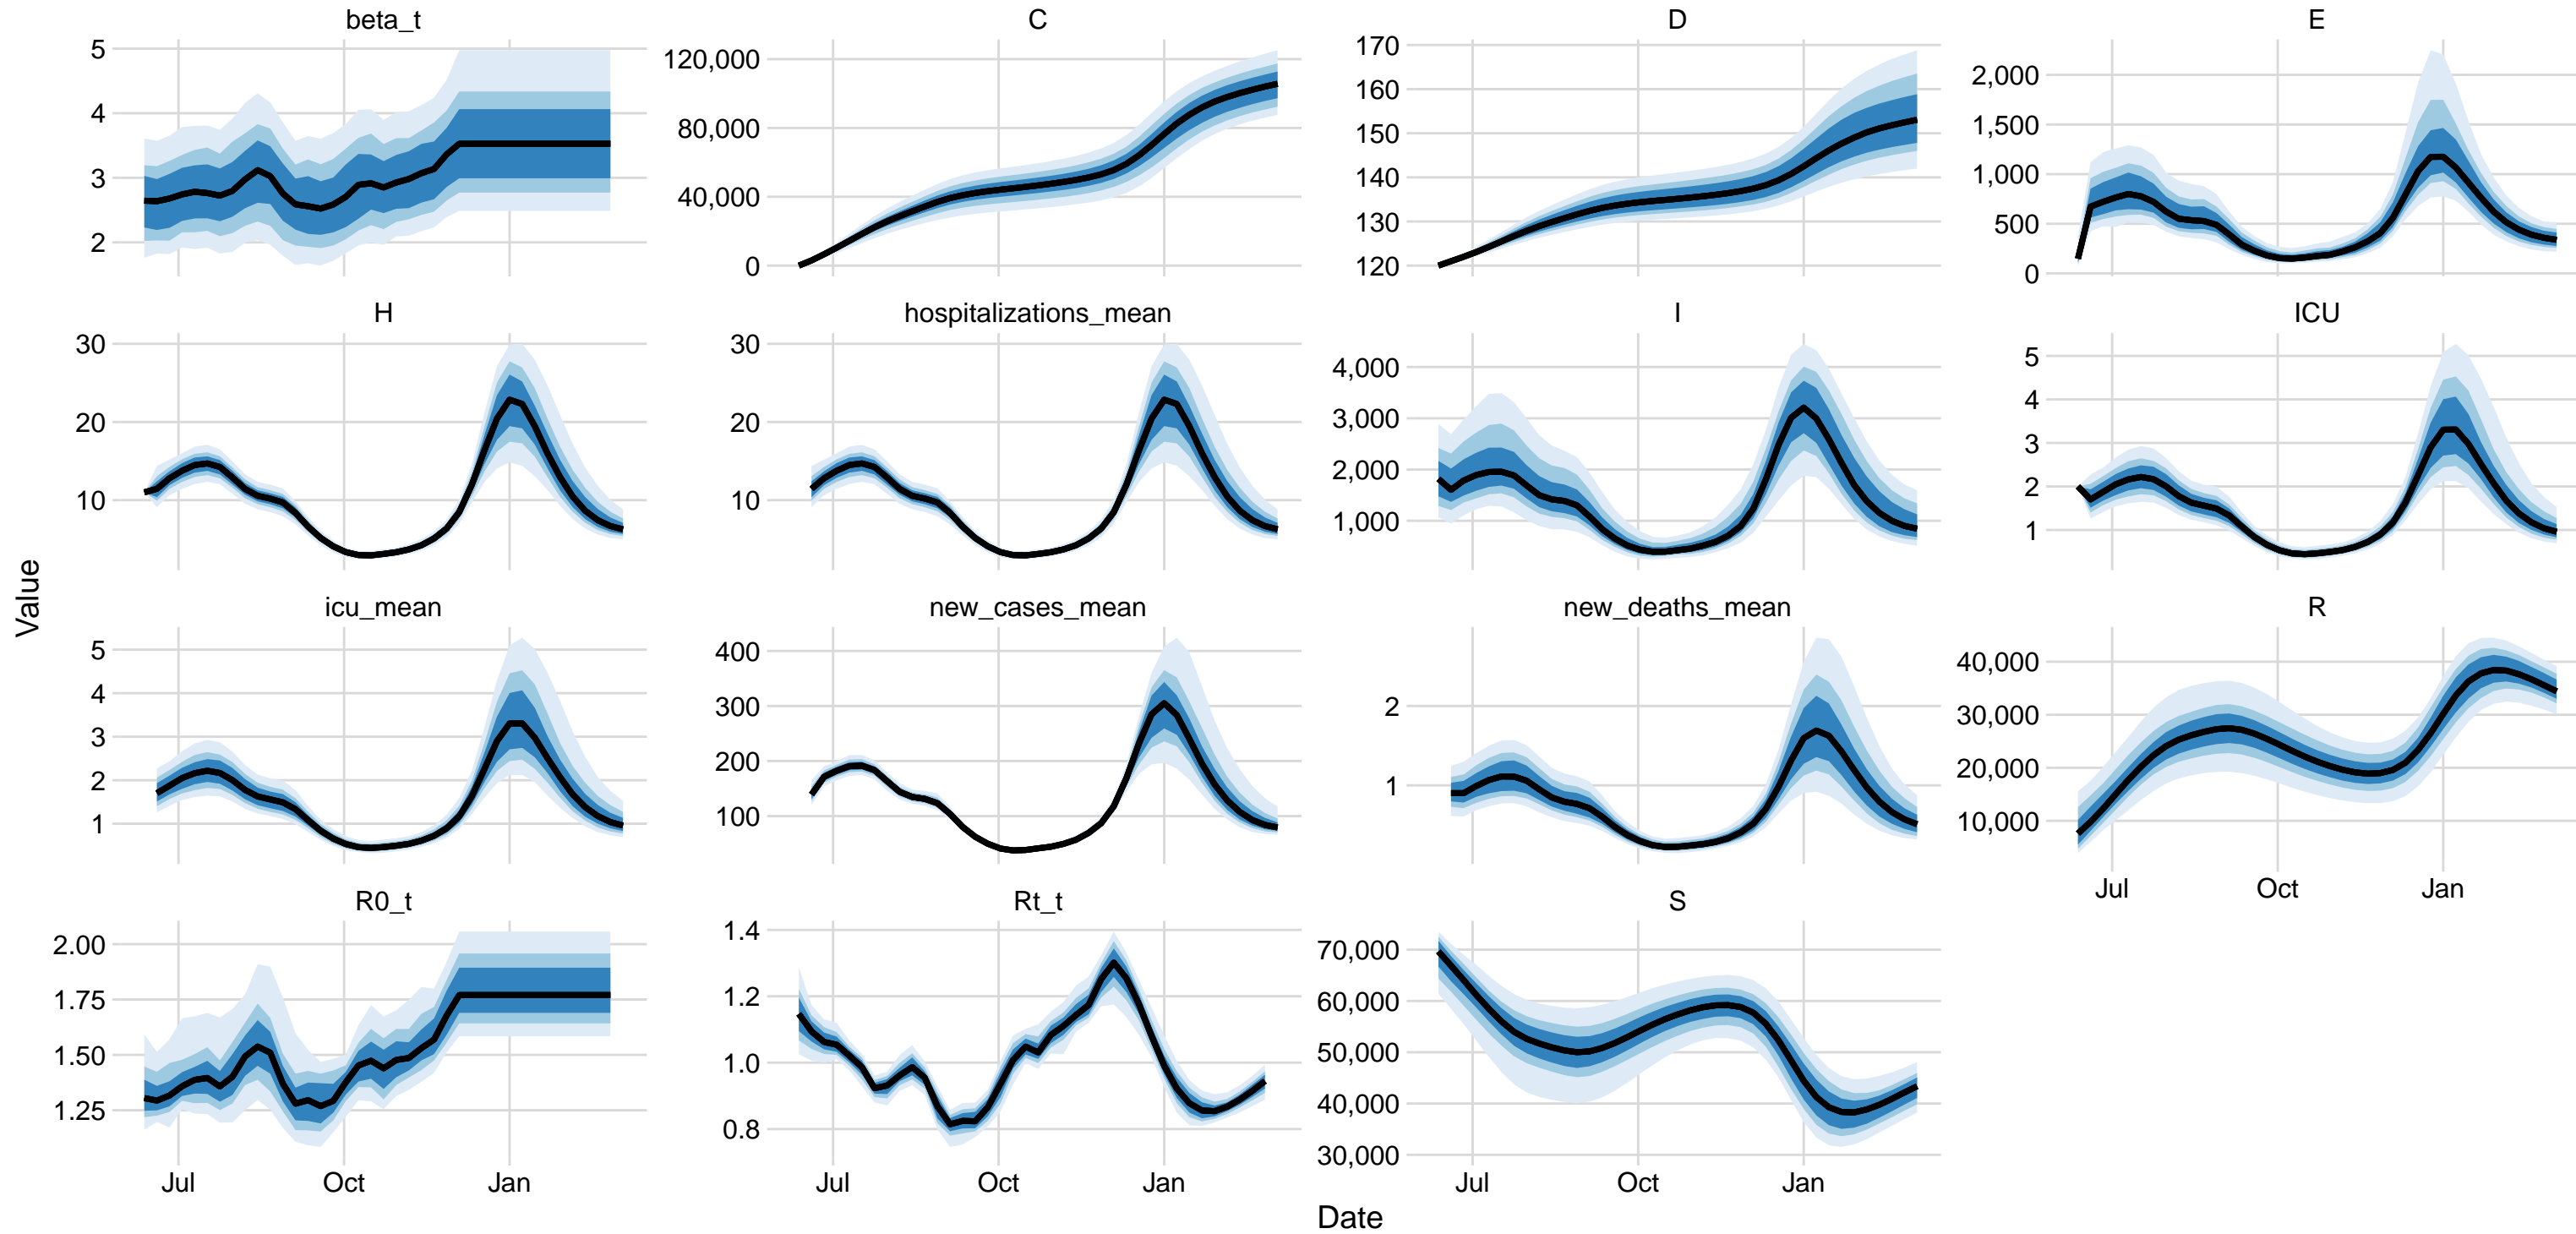 beta_t
C
D
E
5
4
3
2
120,000
80,000
40,000
0
170
160
150
140
130
120
2,000
1,500
1,000
500
0
H
hospitalizations_mean
I
ICU
30
20
10
30
20
10
4,000
3,000
2,000
1,000
5
4
3
2
1
Value
icu_mean
new_cases_mean
new_deaths_mean
R
5
4
3
2
1
400
300
200
100
2
1
40,000
30,000
20,000
10,000
Jul Oct Jan
R0_t
Rt_t
S
2.00
1.75
1.50
1.25
1.4
1.2
1.0
0.8
70,000
60,000
50,000
40,000
30,000
Jul Oct Jan
Jul Oct Jan
Jul Oct Jan
Date